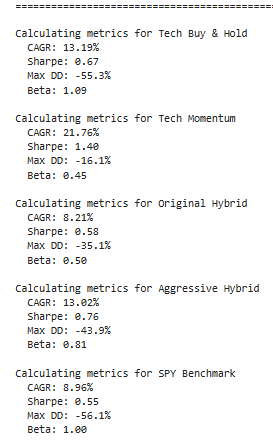 ==========================================
Calculating metrics for Tech Buy & Hold
  CAGR: 13.19%
  Sharpe: 0.67
  Max DD: -55.3%
  Beta: 1.09
Calculating metrics for Tech Momentum
  CAGR: 21.76%
  Sharpe: 1.40
  Max DD: -16.1%
  Beta: 0.45
Calculating metrics for Original Hybrid
  CAGR: 8.21%
  Sharpe: 0.58
  Max DD: -35.1%
  Beta: 0.50
Calculating metrics for Aggressive Hybrid
  CAGR: 13.02%
  Sharpe: 0.76
  Max DD: -43.9%
  Beta: 0.81
Calculating metrics for SPY Benchmark
  CAGR: 8.96%
  Sharpe: 0.55
  Max DD: -56.1%
  Beta: 1.00